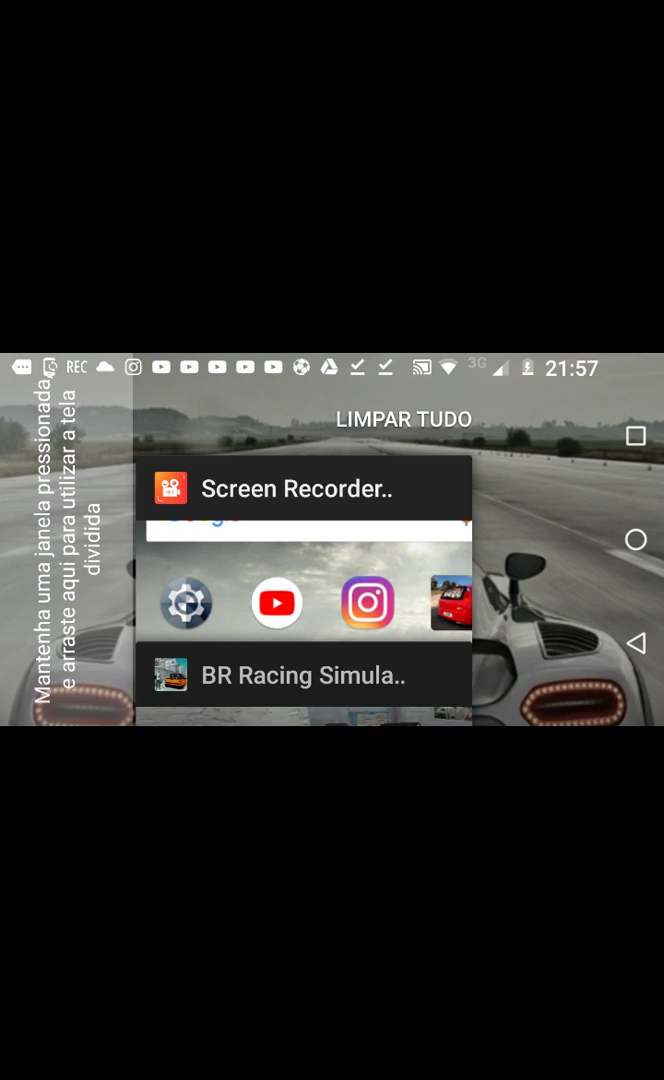 REC
3G
21:57
LIMPAR TUDO
Mantenha uma janela pressionada
e arraste aqui para utilizar a tela
dividida
Screen Recorder..
BR Racing Simula..